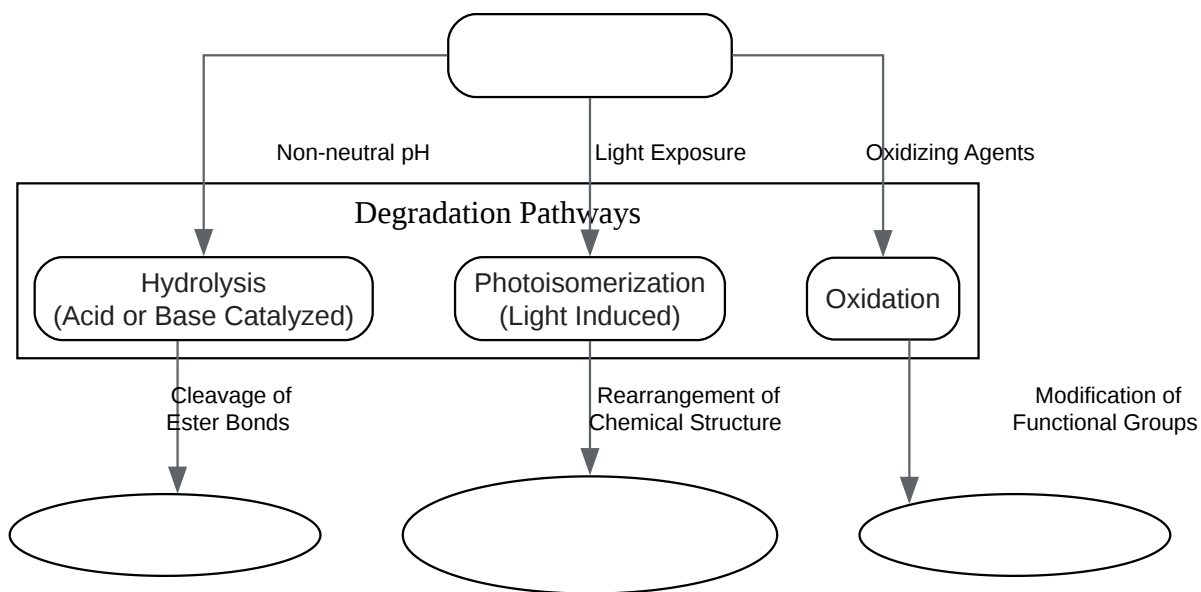 Non-neutral pH
Light Exposure
Oxidizing Agents
Degradation Pathways
Hydrolysis
(Acid or Base Catalyzed)
Photoisomerization
(Light Induced)
Oxidation
Cleavage of
Ester Bonds
Rearrangement of
Chemical Structure
Modification of
Functional Groups